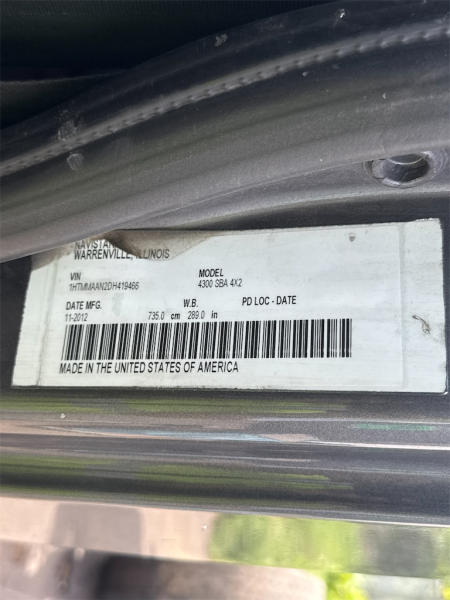 NAVISTAR
WARRENVILLE, ILLINOIS
VIN MODEL
1HTMMAAN2DH419466 4300 SBA 4X2
DATE MFG. W.B. PD LOC - DATE
11-2012 735.0 cm 289.0 in
MADE IN THE UNITED STATES OF AMERICA